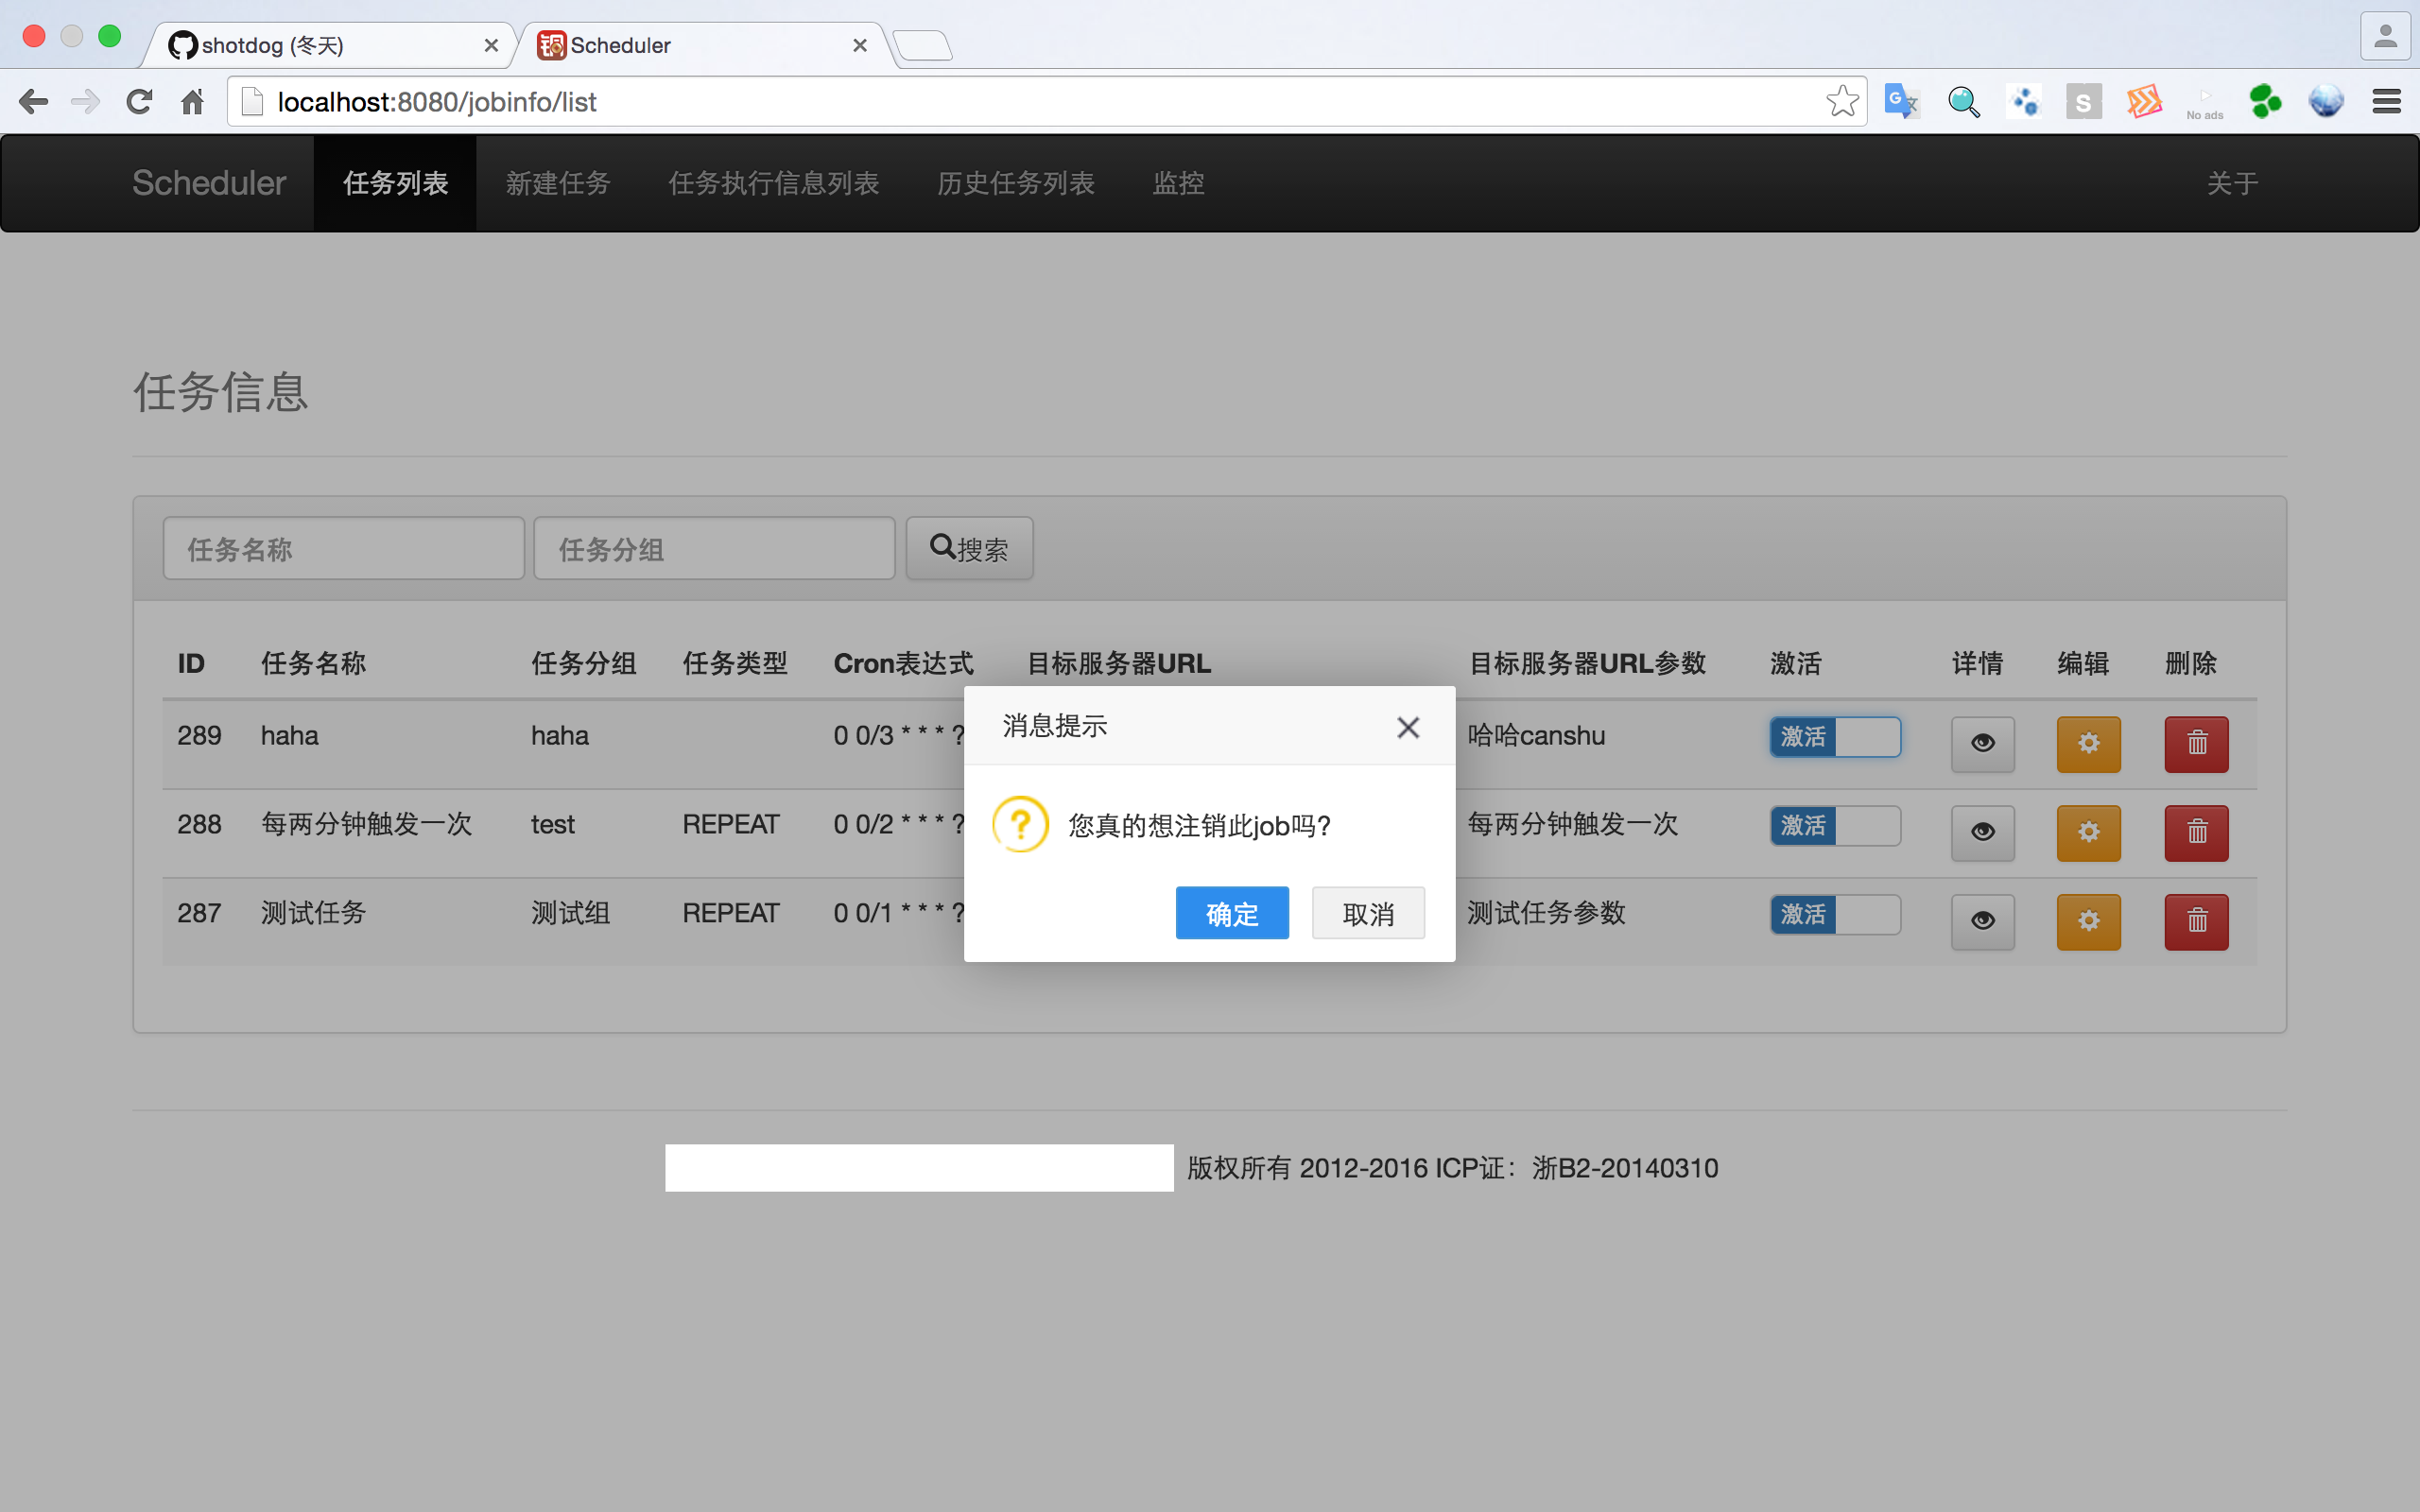 shotdog (冬天)
Scheduler
localhost:8080/jobinfo/list
No ads
Scheduler 任务列表 新建任务 任务执行信息列表 历史任务列表 监控 关于
任务信息
任务名称 任务分组 搜索
ID 任务名称 任务分组 任务类型 Cron表达式 目标服务器URL 目标服务器URL参数 激活 详情 编辑 删除
289 haha haha 0 0/3 * * * ? 哈哈canshu 激活
288 每两分钟触发一次 test REPEAT 0 0/2 * * * ? 每两分钟触发一次 激活
287 测试任务 测试组 REPEAT 0 0/1 * * * ? 测试任务参数 激活
消息提示
您真的想注销此job吗?
确定 取消
版权所有 2012-2016 ICP证：浙B2-20140310